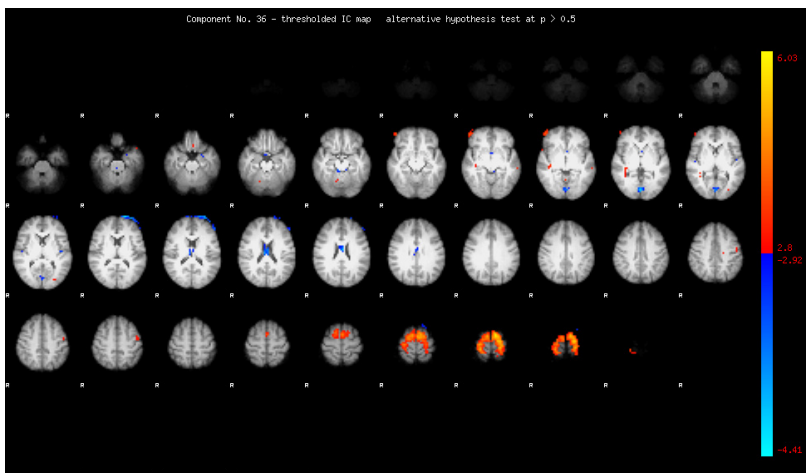 Component No. 36 - thresholded IC map   alternative hypothesis test at p > 0.5
6.03
R R R R R R R R R
R R R R R R R R R
2.8
-2.92
R R R R R R R R R
R R R R R R R R R
-4.41